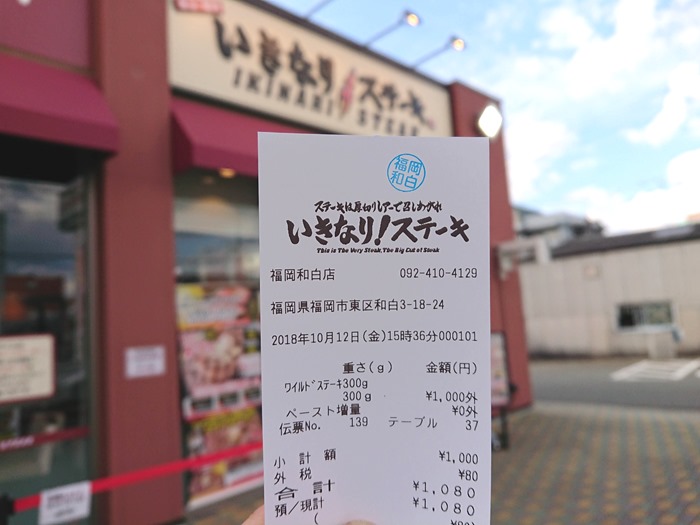 いきなり!ステーキ
IKINARI STEAK
福岡
和白
ステーキは厚切りレアーで召しあがれ
いきなり!ステーキ
This is The Very Steak, The Big Cut of Steak
福岡和白店 092-410-4129
福岡県福岡市東区和白3-18-24
2018年10月12日(金)15時36分000101
重さ(g) 金額(円)
ワイルドステーキ300g
300g ¥1,000外
ペースト増量 ¥0外
伝票No. 139 テーブル 37
小計額 ¥1,000
外税 ¥80
合計 ¥1,080
預/現計 ¥1,080